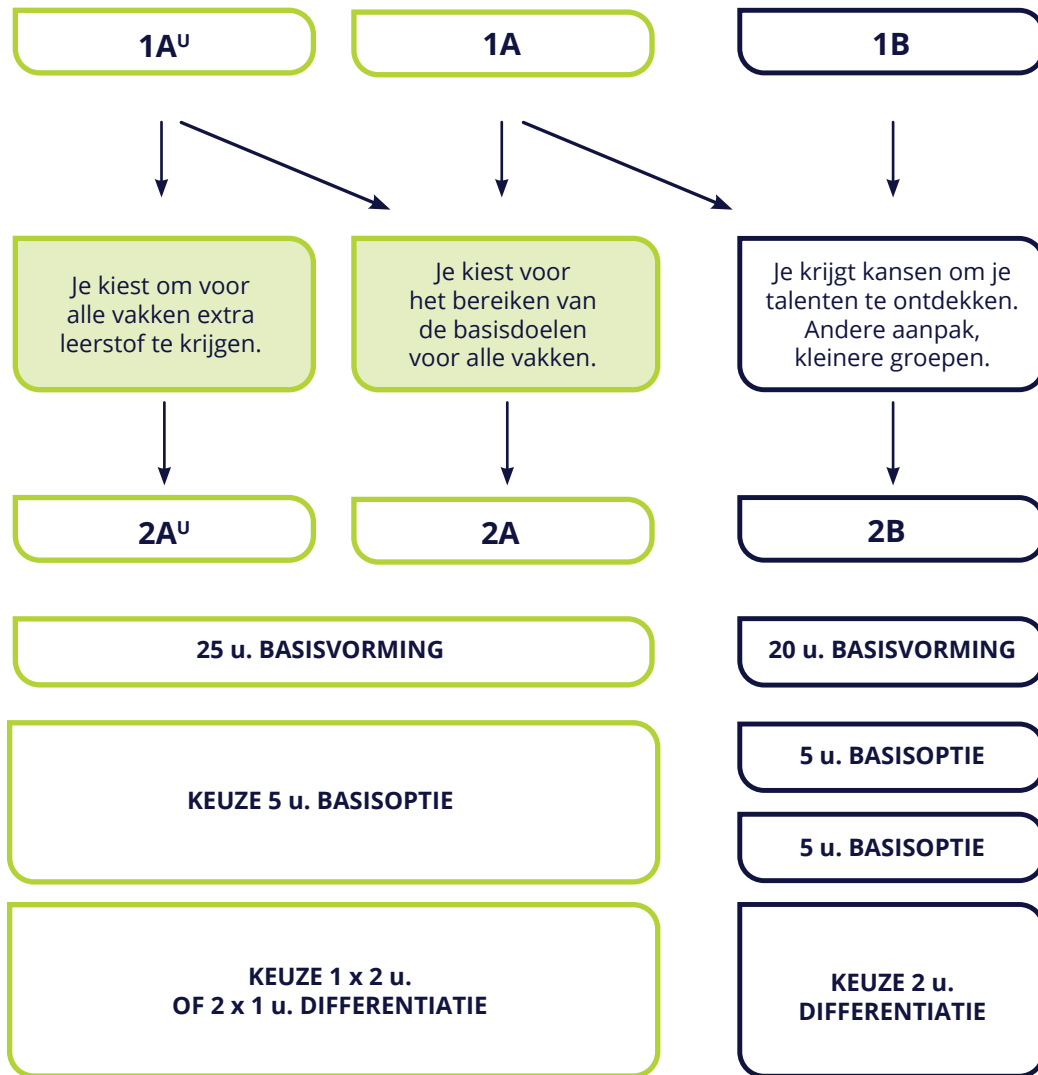 1Aᵁ
1A
1B
Je kiest om voor
alle vakken extra
leerstof te krijgen.
Je kiest voor
het bereiken van
de basisdoelen
voor alle vakken.
Je krijgt kansen om je
talenten te ontdekken.
Andere aanpak,
kleinere groepen.
2Aᵁ
2A
2B
25 u. BASISVORMING
20 u. BASISVORMING
KEUZE 5 u. BASISOPTIE
5 u. BASISOPTIE
5 u. BASISOPTIE
KEUZE 1 x 2 u.
OF 2 x 1 u. DIFFERENTIATIE
KEUZE 2 u.
DIFFERENTIATIE